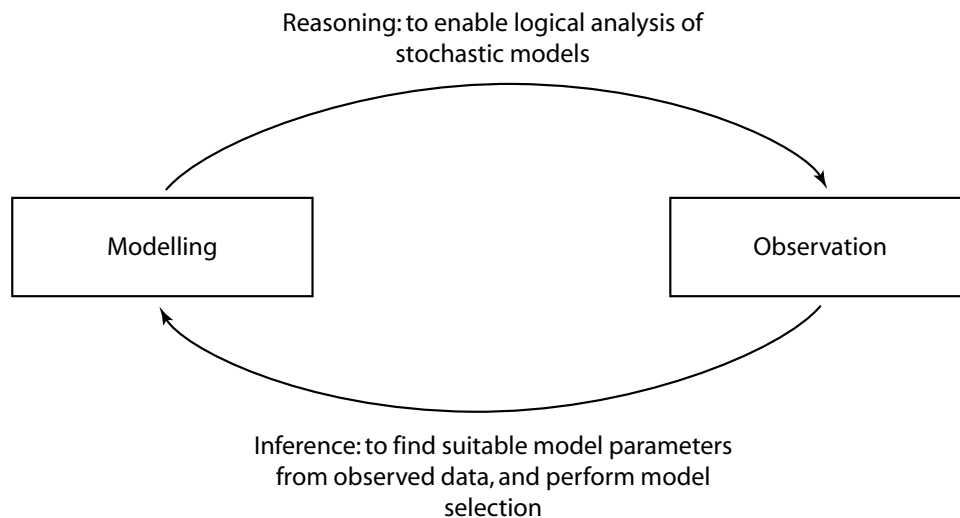 Reasoning: to enable logical analysis of
stochastic models
Modelling
Observation
Inference: to find suitable model parameters
from observed data, and perform model
selection